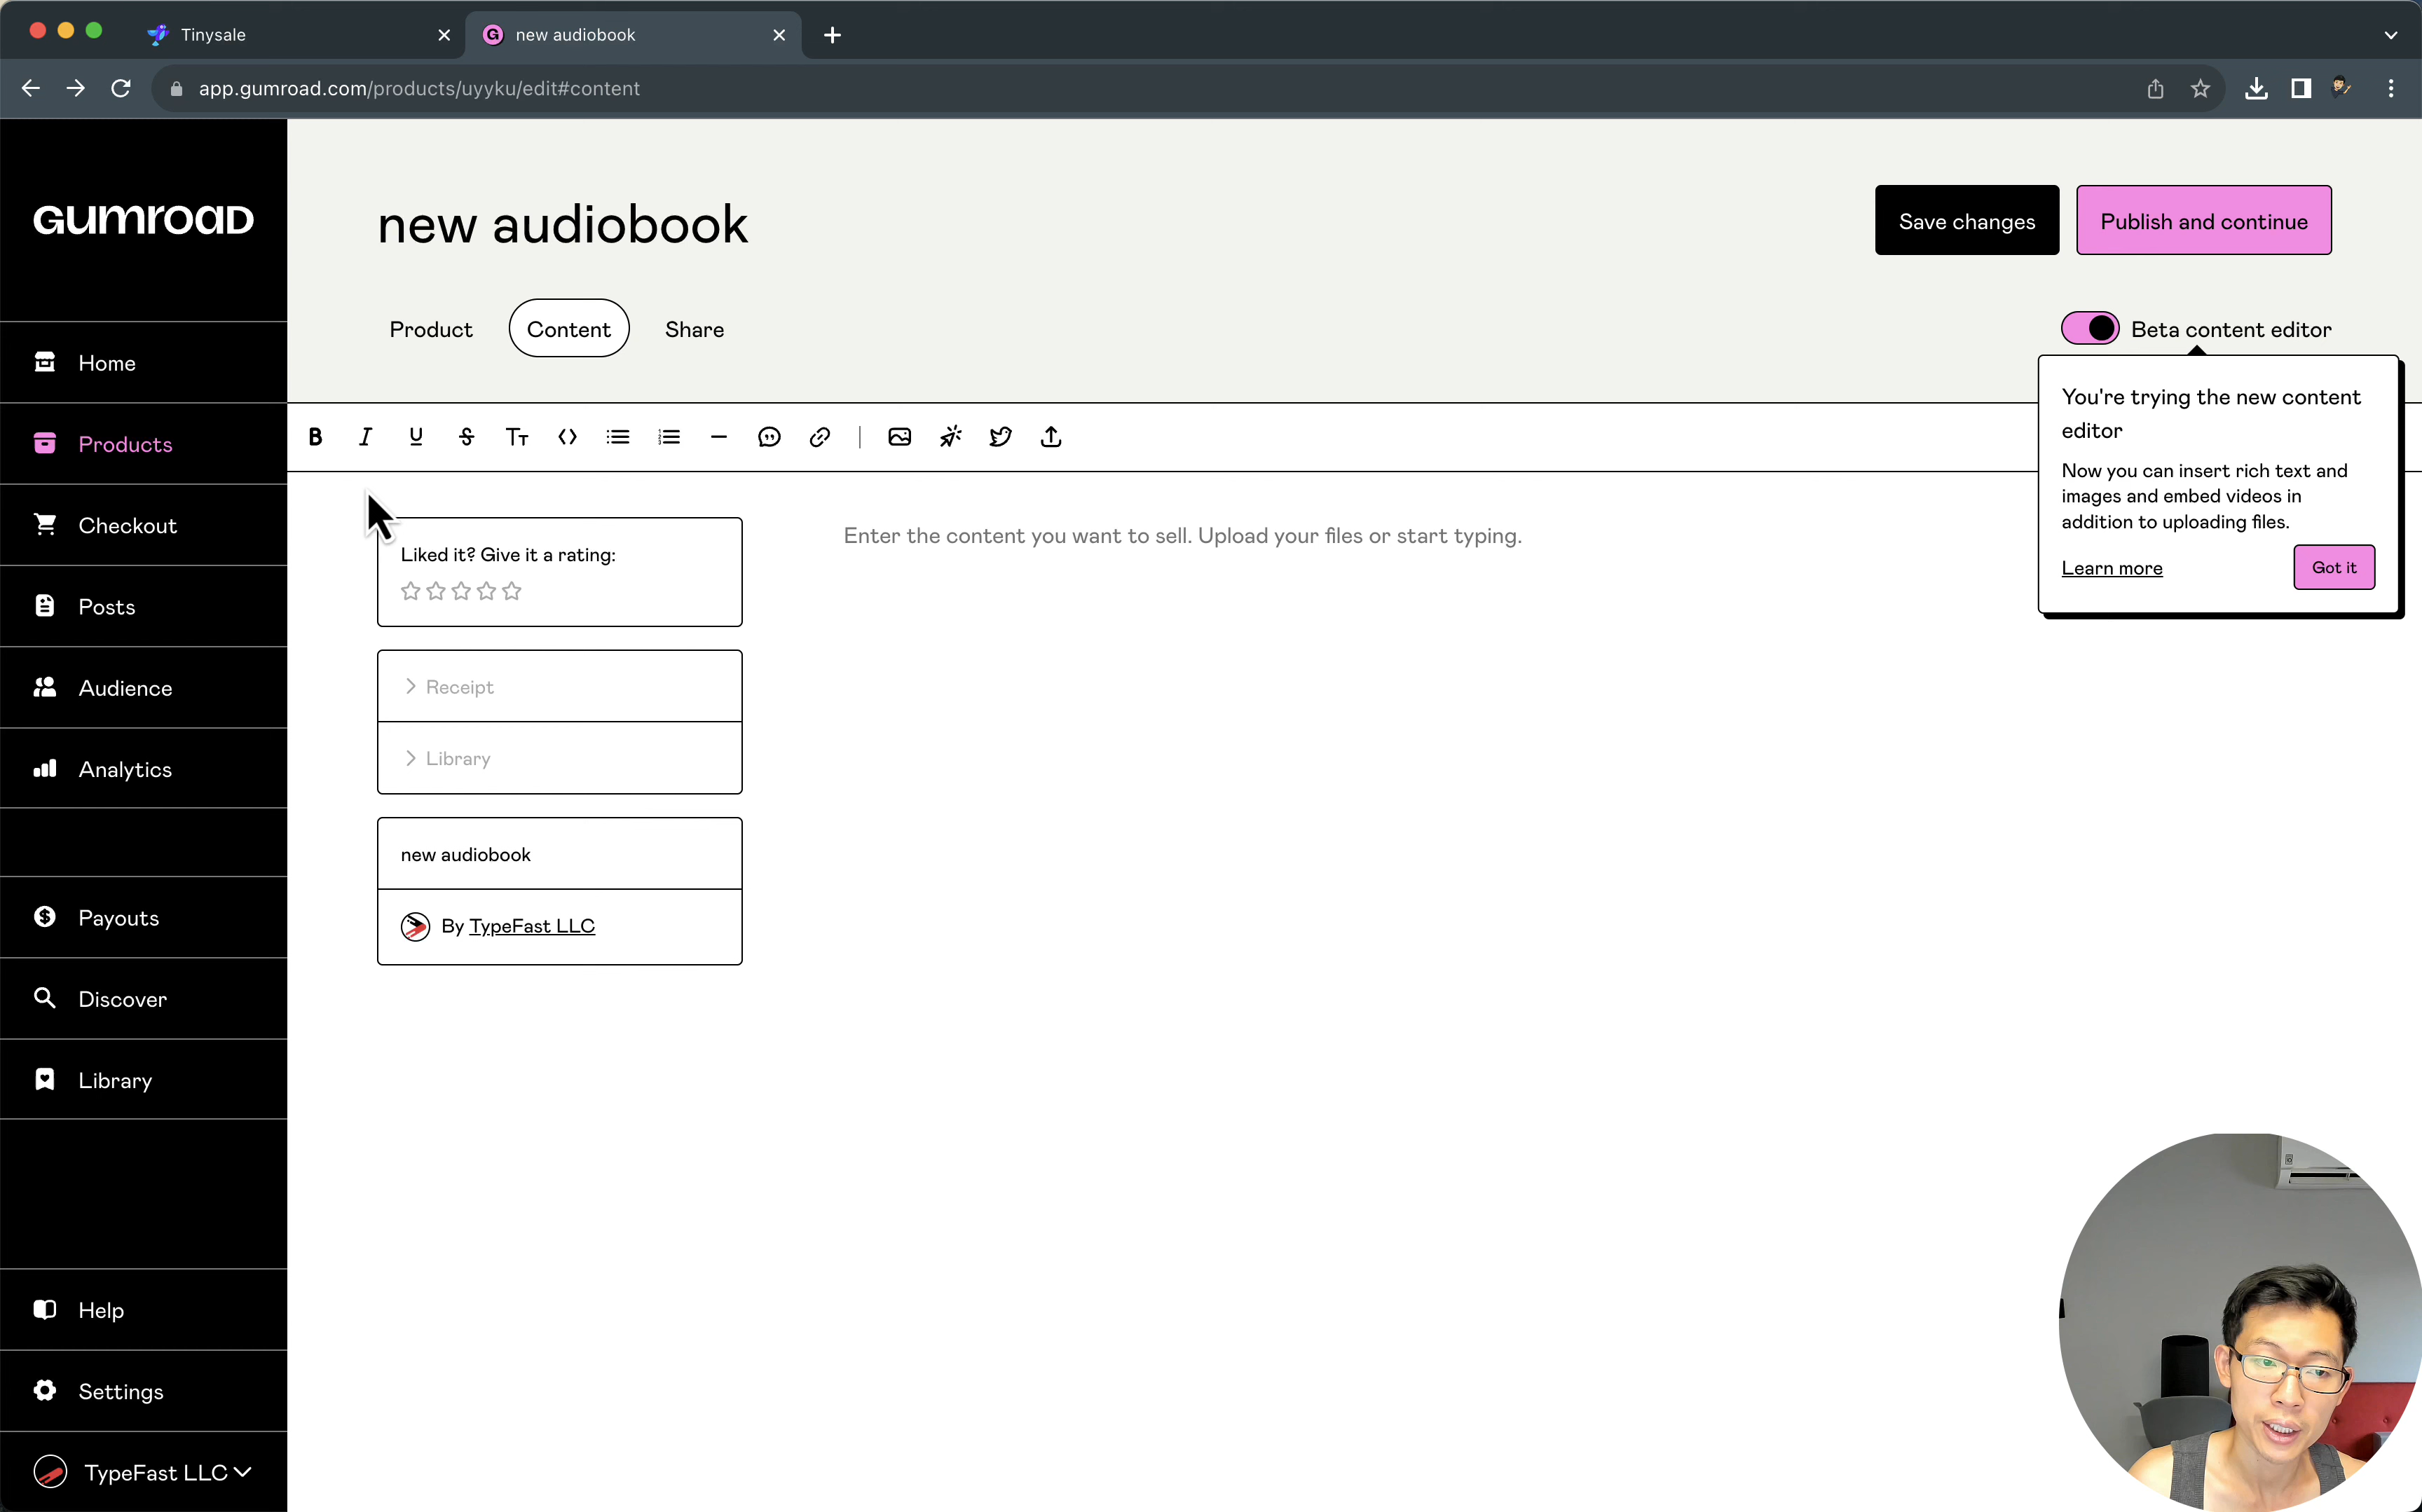 Tinysale
new audiobook
app.gumroad.com/products/uyyku/edit#content
GUMROAD
new audiobook
Save changes
Publish and continue
Product
Content
Share
Beta content editor
Home
Products
Checkout
Posts
Audience
Analytics
Payouts
Discover
Library
Help
Settings
TypeFast LLC
You're trying the new content
editor
Now you can insert rich text and
images and embed videos in
addition to uploading files.
Learn more
Got it
Liked it? Give it a rating:
Enter the content you want to sell. Upload your files or start typing.
Receipt
Library
new audiobook
By TypeFast LLC